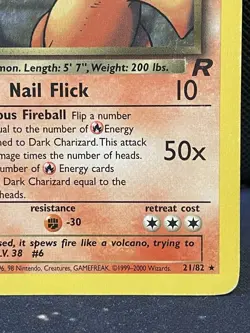 mon. Length: 5' 7", Weight: 200 lbs.
R
Nail Flick 10
ous Fireball Flip a number
ual to the number of Energy
d to Dark Charizard. This attack
mage times the number of heads. 50x
ber of Energy cards
Dark Charizard equal to the
f heads.
resistance retreat cost
-30
sed, it spews fire like a volcano, trying to
LV. 38 #6
96, 98 Nintendo, Creatures, GAMEFREAK. ©1999-2000 Wizards. 21/82 ★